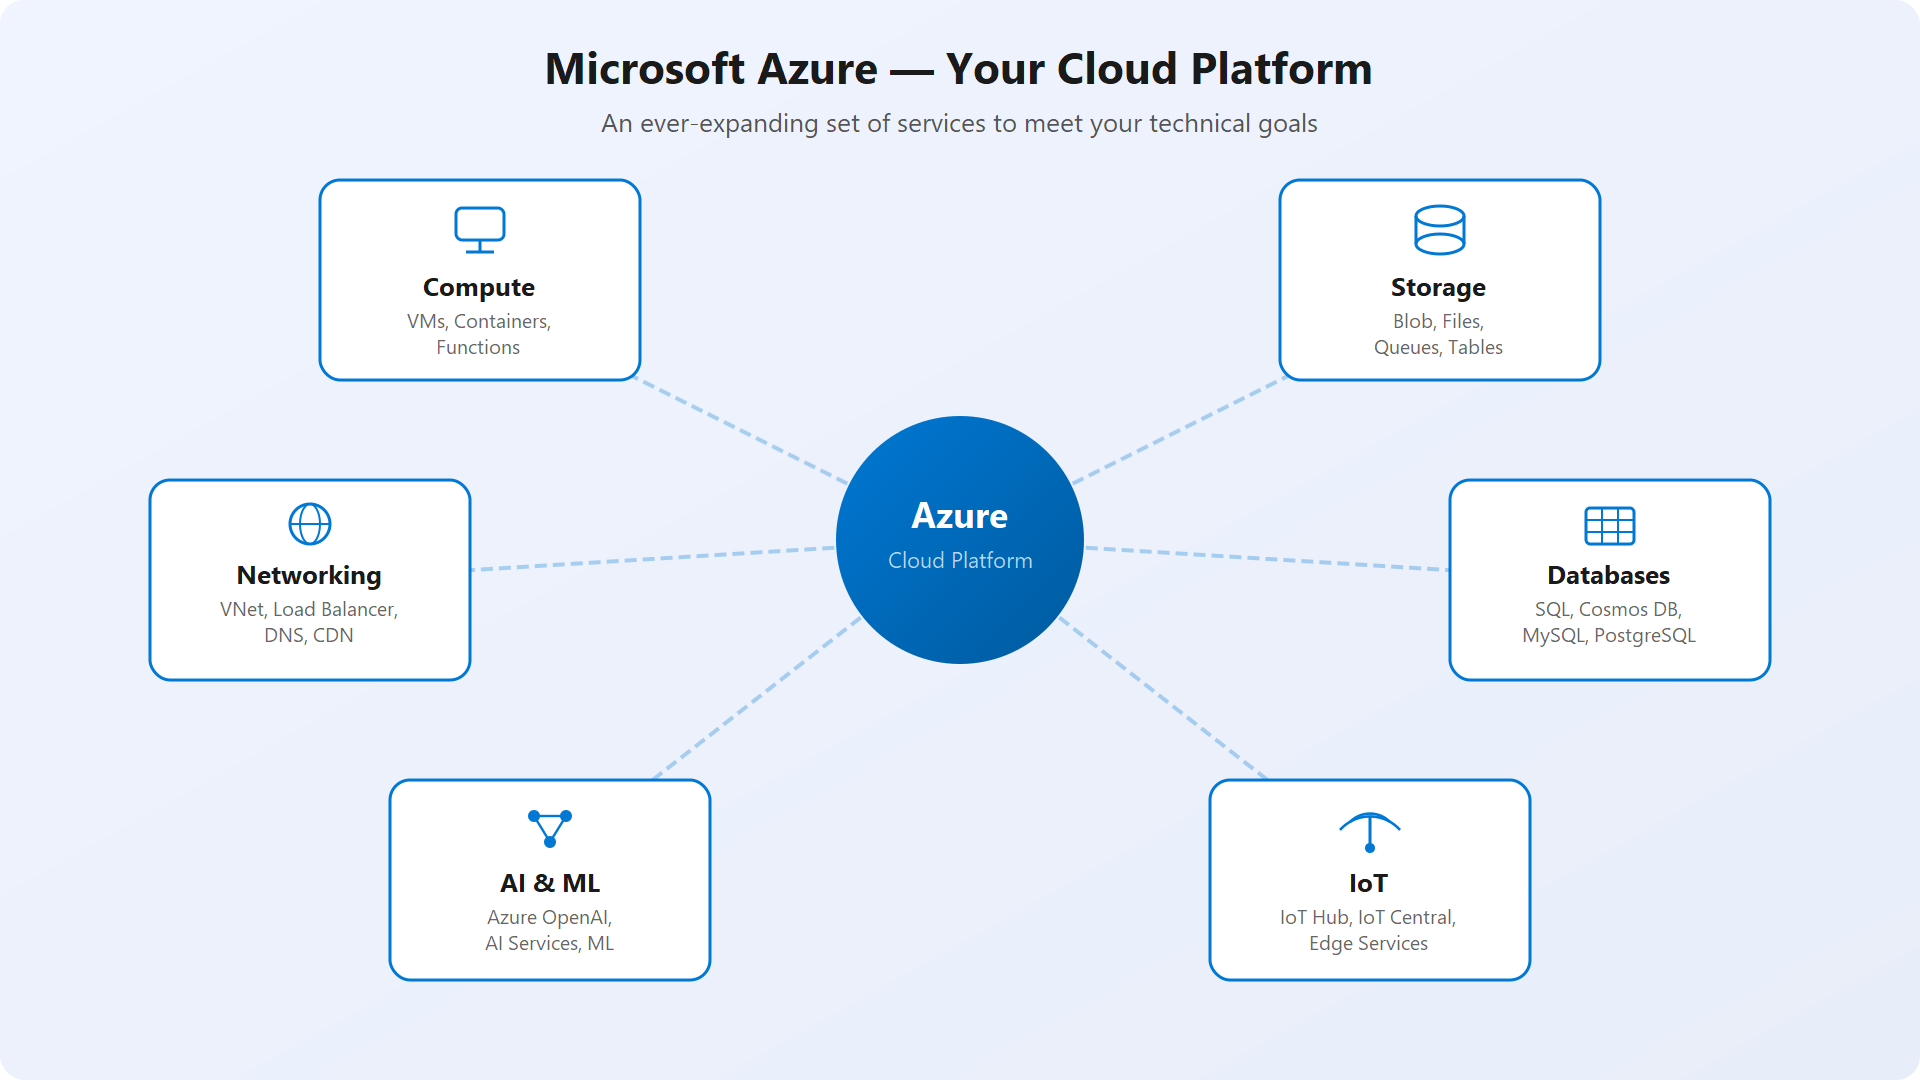 Microsoft Azure — Your Cloud Platform
An ever-expanding set of services to meet your technical goals
Compute
VMs, Containers,
Functions
Storage
Blob, Files,
Queues, Tables
Azure
Cloud Platform
Networking
VNet, Load Balancer,
DNS, CDN
Databases
SQL, Cosmos DB,
MySQL, PostgreSQL
AI & ML
Azure OpenAI,
AI Services, ML
IoT
IoT Hub, IoT Central,
Edge Services